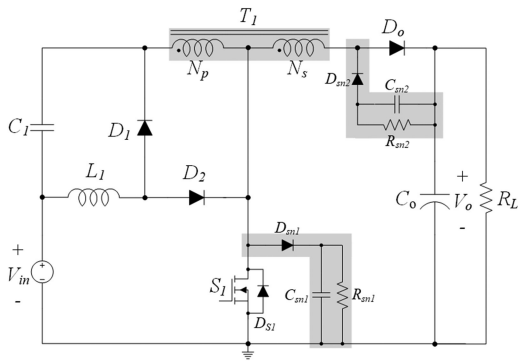 T1
Do
Dsn2
Csn2
Np
Ns
Rsn2
C1
D1
L1
D2
+
Co
Vo
RL
-
Dsn1
+
Vin
-
S1
Csn1
Rsn1
DS1